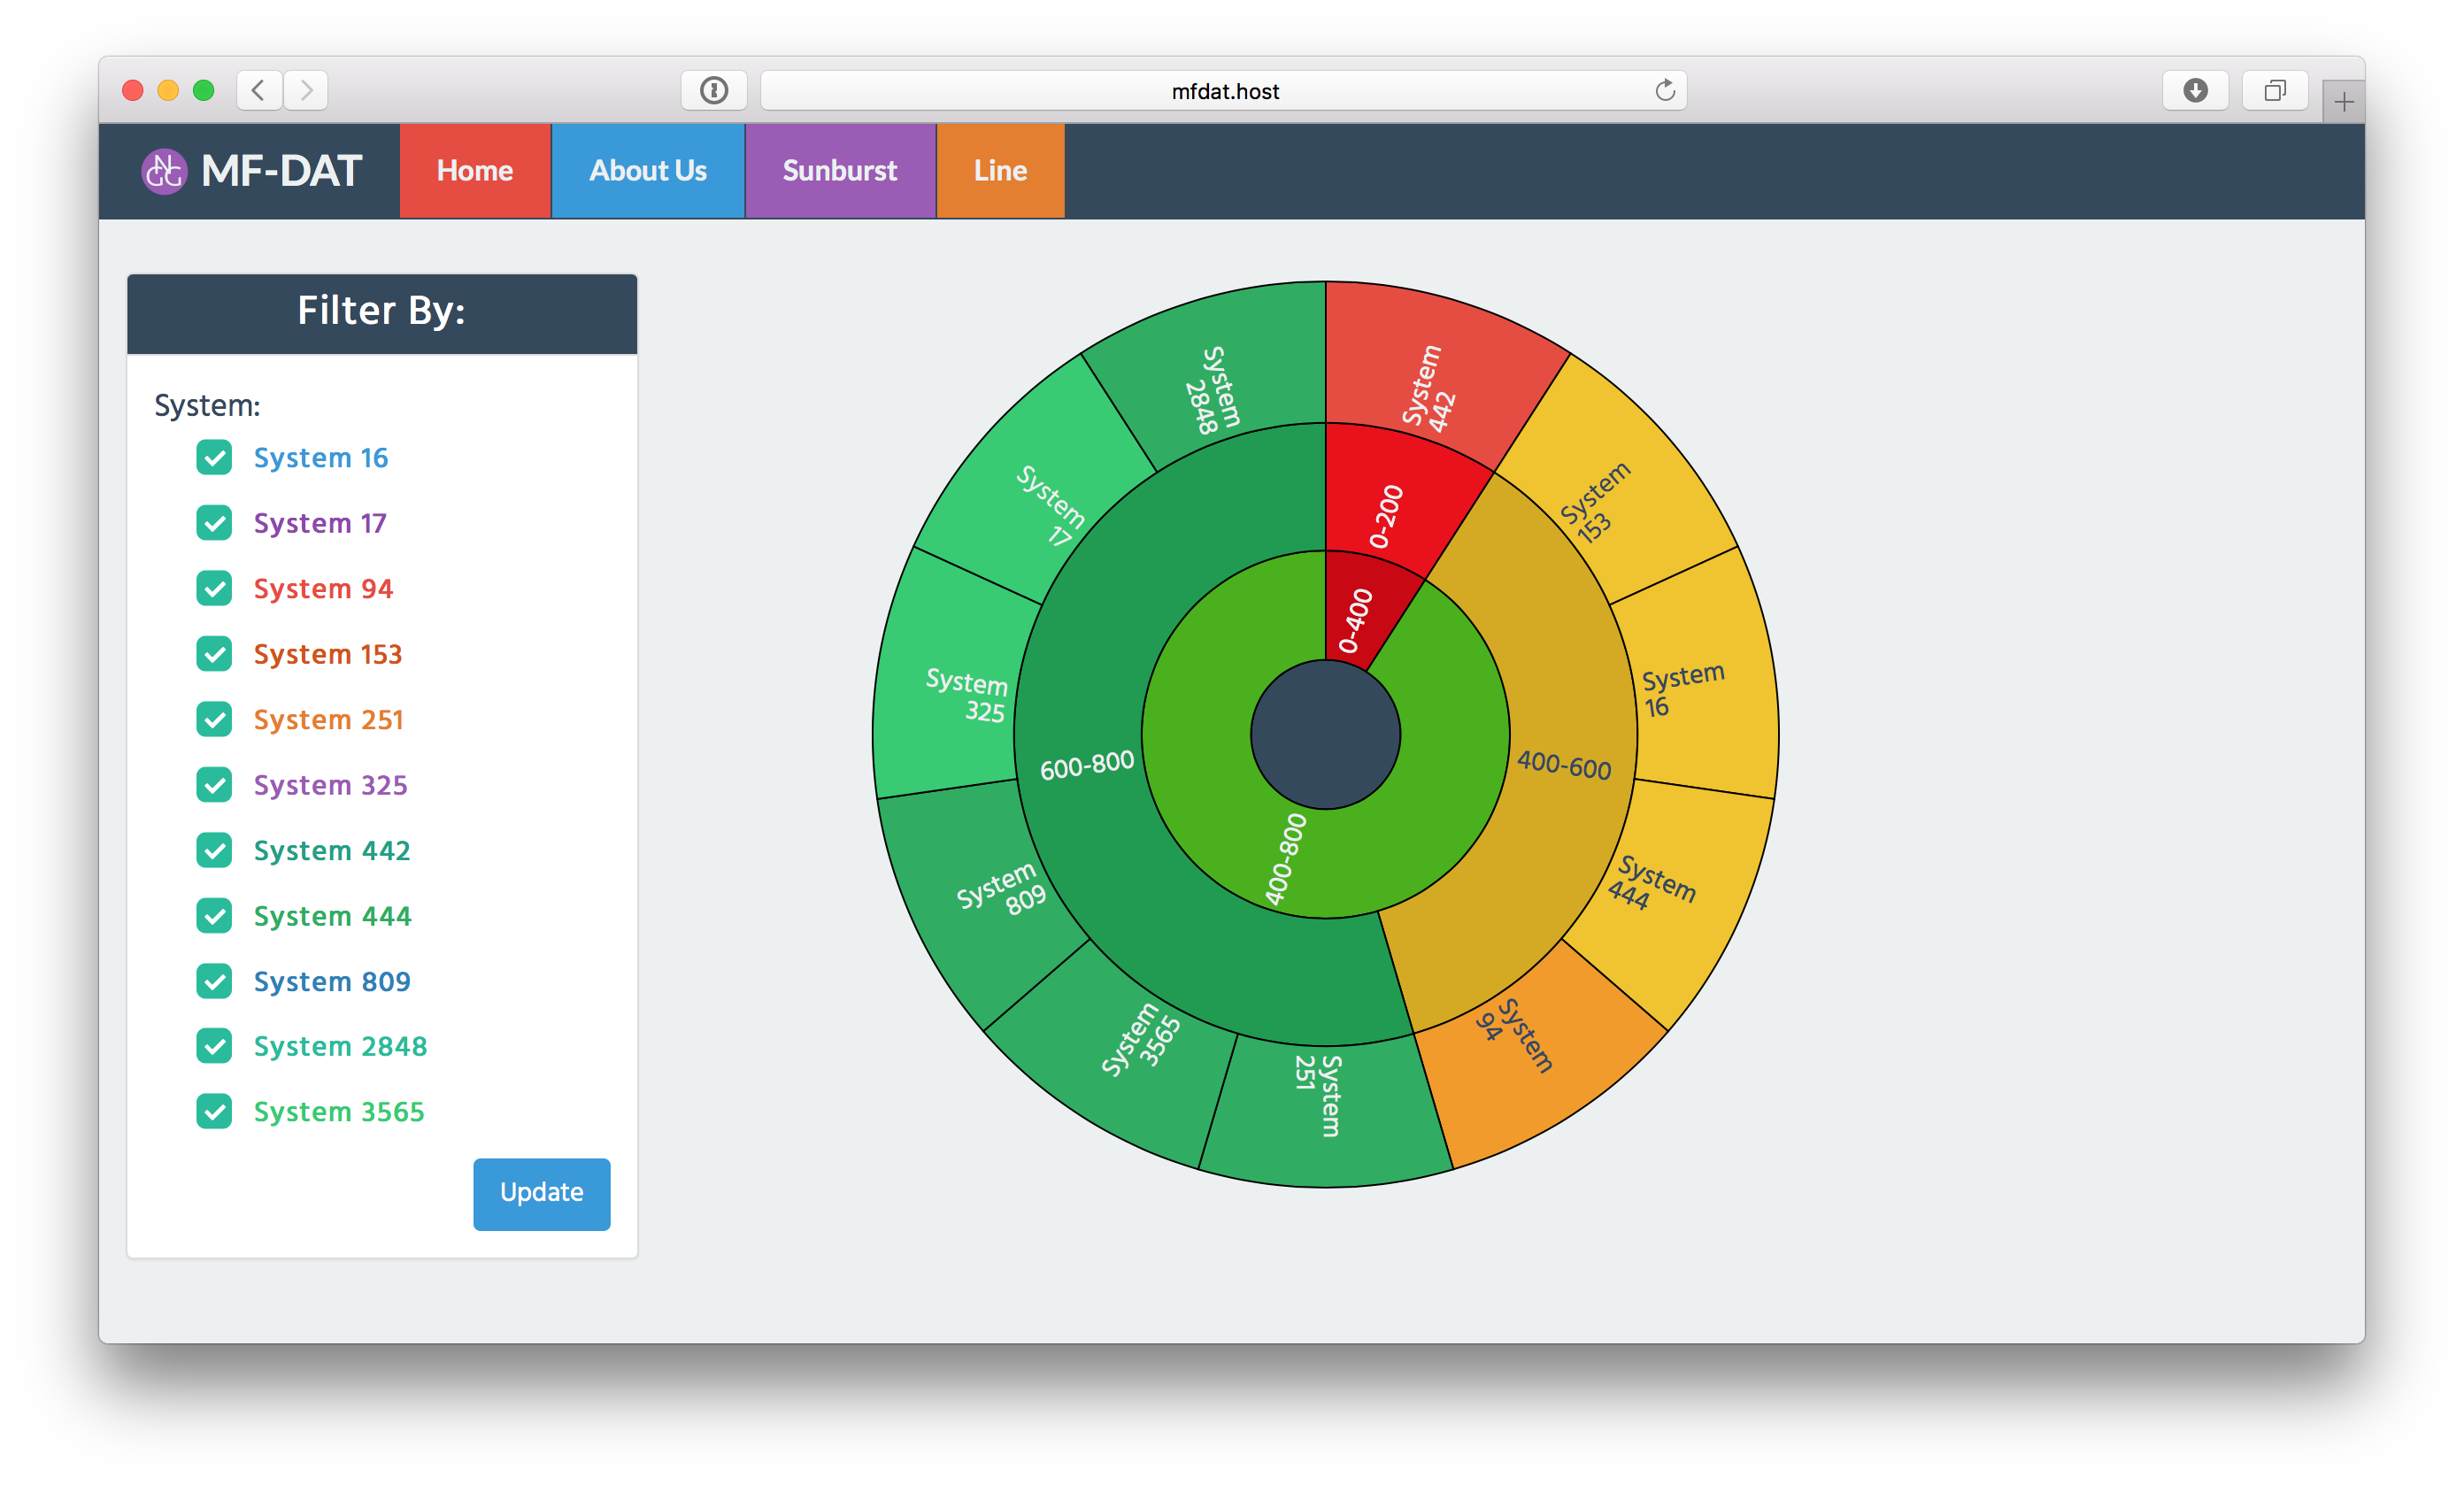 mfdat.host
NGG MF-DAT
Home
About Us
Sunburst
Line
Filter By:
System:
System 16
System 17
System 94
System 153
System 251
System 325
System 442
System 444
System 809
System 2848
System 3565
Update
System
442
System
153
System
16
System
444
System
94
System
251
System
3565
System
809
System
325
System
17
System
2848
0-200
400-600
600-800
0-400
400-800